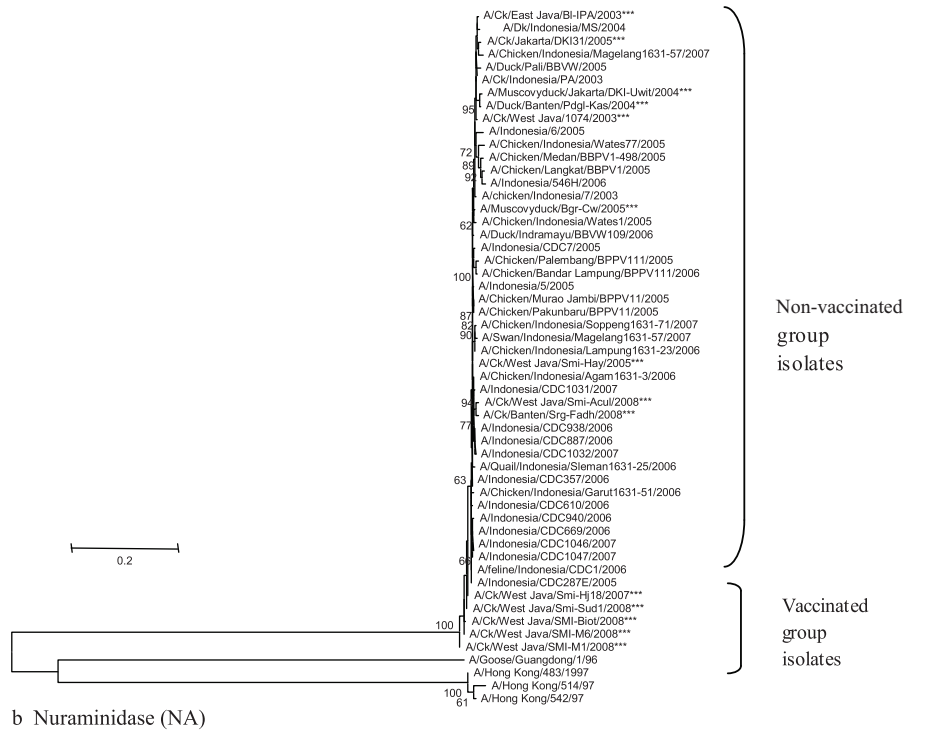 A/Ck/East Java/Bl-IPA/2003***
A/Dk/Indonesia/MS/2004
A/Ck/Jakarta/DKI31/2005***
A/Chicken/Indonesia/Magelang1631-57/2007
A/Duck/Pali/BBVW/2005
A/Ck/Indonesia/PA/2003
A/Muscovyduck/Jakarta/DKI-Uwit/2004***
A/Duck/Banten/Pdgl-Kas/2004***
95
A/Ck/West Java/1074/2003***
A/Indonesia/6/2005
A/Chicken/Indonesia/Wates77/2005
72
A/Chicken/Medan/BBPV1-498/2005
89
A/Chicken/Langkat/BBPV1/2005
92
A/Indonesia/546H/2006
A/chicken/Indonesia/7/2003
A/Muscovyduck/Bgr-Cw/2005***
A/Chicken/Indonesia/Wates1/2005
62
A/Duck/Indramayu/BBVW109/2006
A/Indonesia/CDC7/2005
A/Chicken/Palembang/BPPV111/2005
A/Chicken/Bandar Lampung/BPPV111/2006
100
A/Indonesia/5/2005
A/Chicken/Murao Jambi/BPPV11/2005
A/Chicken/Pakunbaru/BPPV11/2005
87
A/Chicken/Indonesia/Soppeng1631-71/2007
82
A/Swan/Indonesia/Magelang1631-57/2007
90
A/Chicken/Indonesia/Lampung1631-23/2006
A/Ck/West Java/Smi-Hay/2005***
A/Chicken/Indonesia/Agam1631-3/2006
A/Indonesia/CDC1031/2007
A/Ck/West Java/Smi-Acul/2008***
94
A/Ck/Banten/Srg-Fadh/2008***
77
A/Indonesia/CDC938/2006
A/Indonesia/CDC887/2006
A/Indonesia/CDC1032/2007
A/Quail/Indonesia/Sleman1631-25/2006
63
A/Indonesia/CDC357/2006
A/Chicken/Indonesia/Garut1631-51/2006
A/Indonesia/CDC610/2006
A/Indonesia/CDC940/2006
A/Indonesia/CDC669/2006
A/Indonesia/CDC1046/2007
A/Indonesia/CDC1047/2007
66
A/feline/Indonesia/CDC1/2006
A/Indonesia/CDC287E/2005
A/Ck/West Java/Smi-Hj18/2007***
A/Ck/West Java/Smi-Sud1/2008***
A/Ck/West Java/SMI-Biot/2008***
100
A/Ck/West Java/SMI-M6/2008***
A/Ck/West Java/SMI-M1/2008***
A/Goose/Guangdong/1/96
A/Hong Kong/483/1997
A/Hong Kong/514/97
100
A/Hong Kong/542/97
61
0.2
Non-vaccinated
group
isolates
Vaccinated
group
isolates
b Nuraminidase (NA)